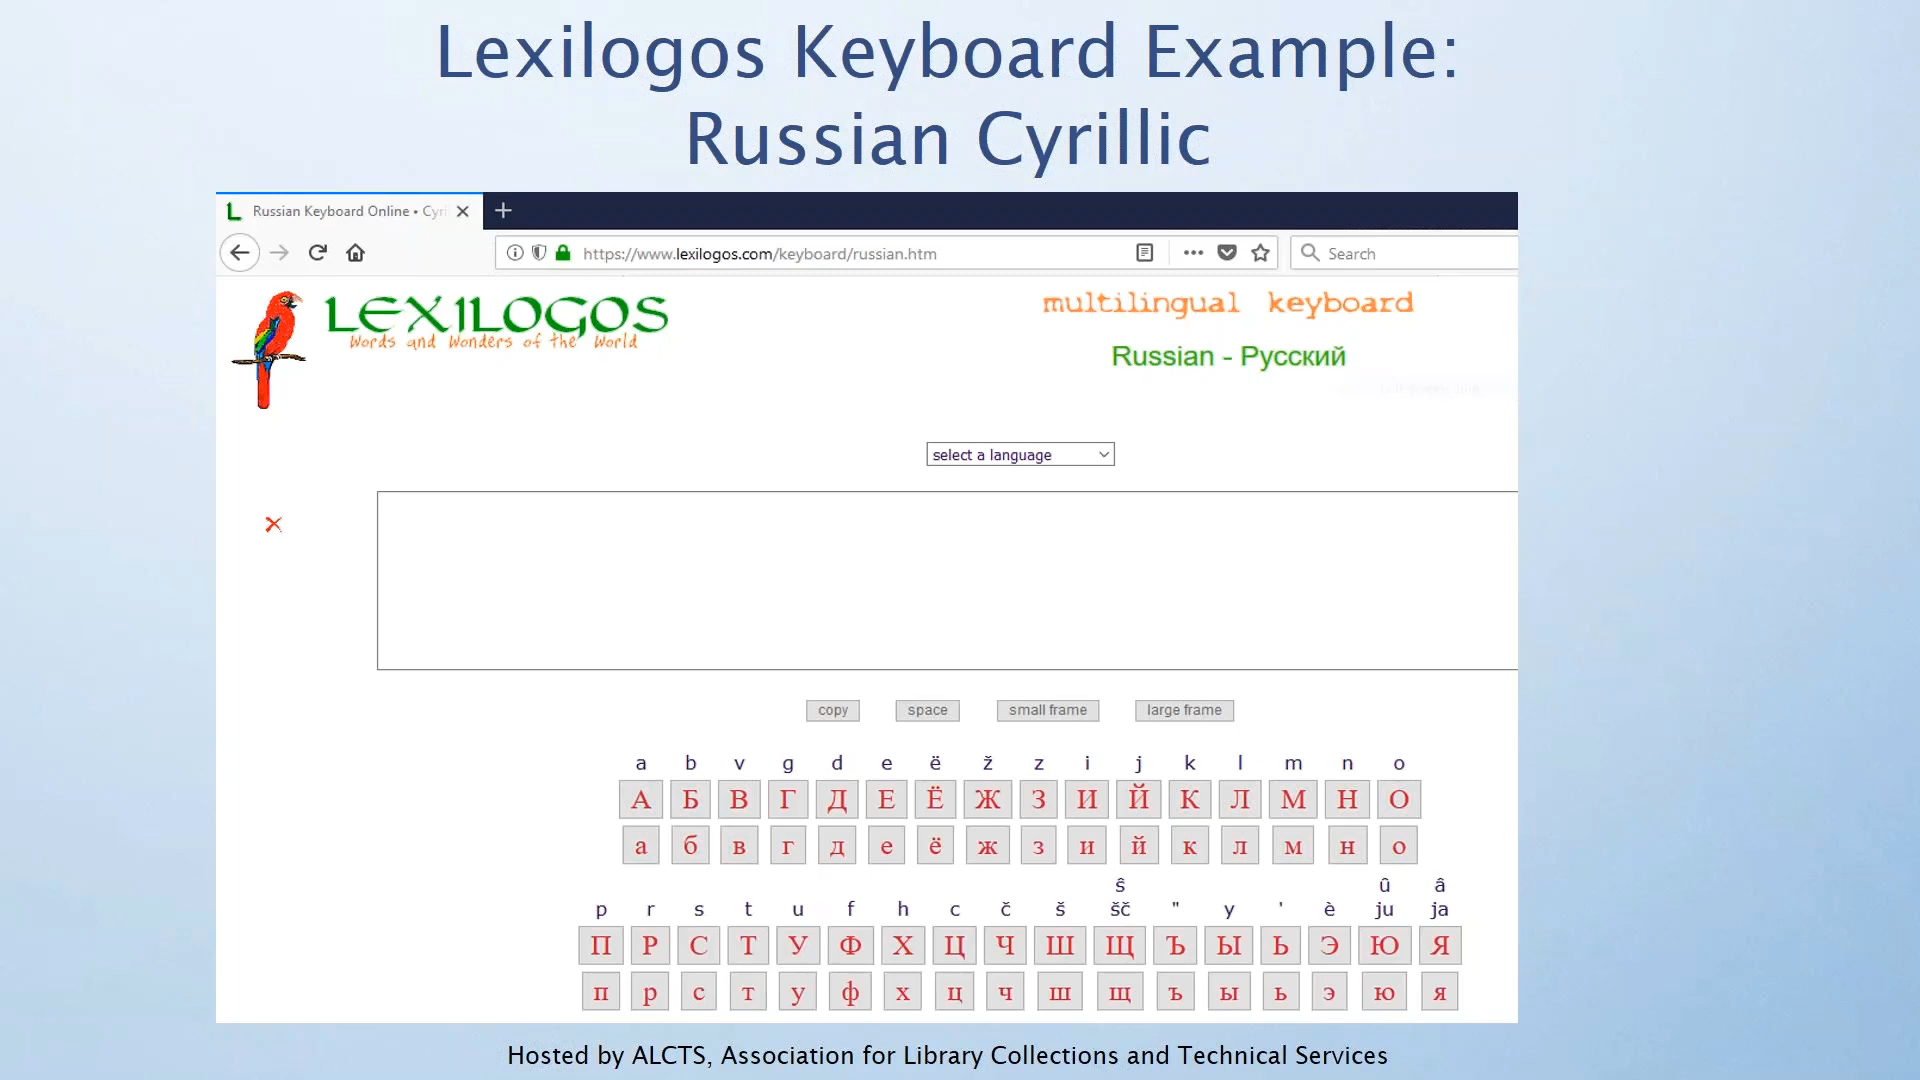 Lexilogos Keyboard Example:
Russian Cyrillic
Russian Keyboard Online • Cyri
https://www.lexilogos.com/keyboard/russian.htm
Search
LEXILOGOS
Words and Wonders of the World
multilingual keyboard
Russian - Русский
select a language
copy space small frame large frame
a b v g d e ë ž z i j k l m n o
А Б В Г Д Е Ё Ж З И Й К Л М Н О
а б в г д е ё ж з и й к л м н о
ŝ û â
p r s t u f h c č š šč " y ' è ju ja
П Р С Т У Ф Х Ц Ч Ш Щ Ъ Ы Ь Э Ю Я
п р с т у ф х ц ч ш щ ъ ы ь э ю я
Hosted by ALCTS, Association for Library Collections and Technical Services